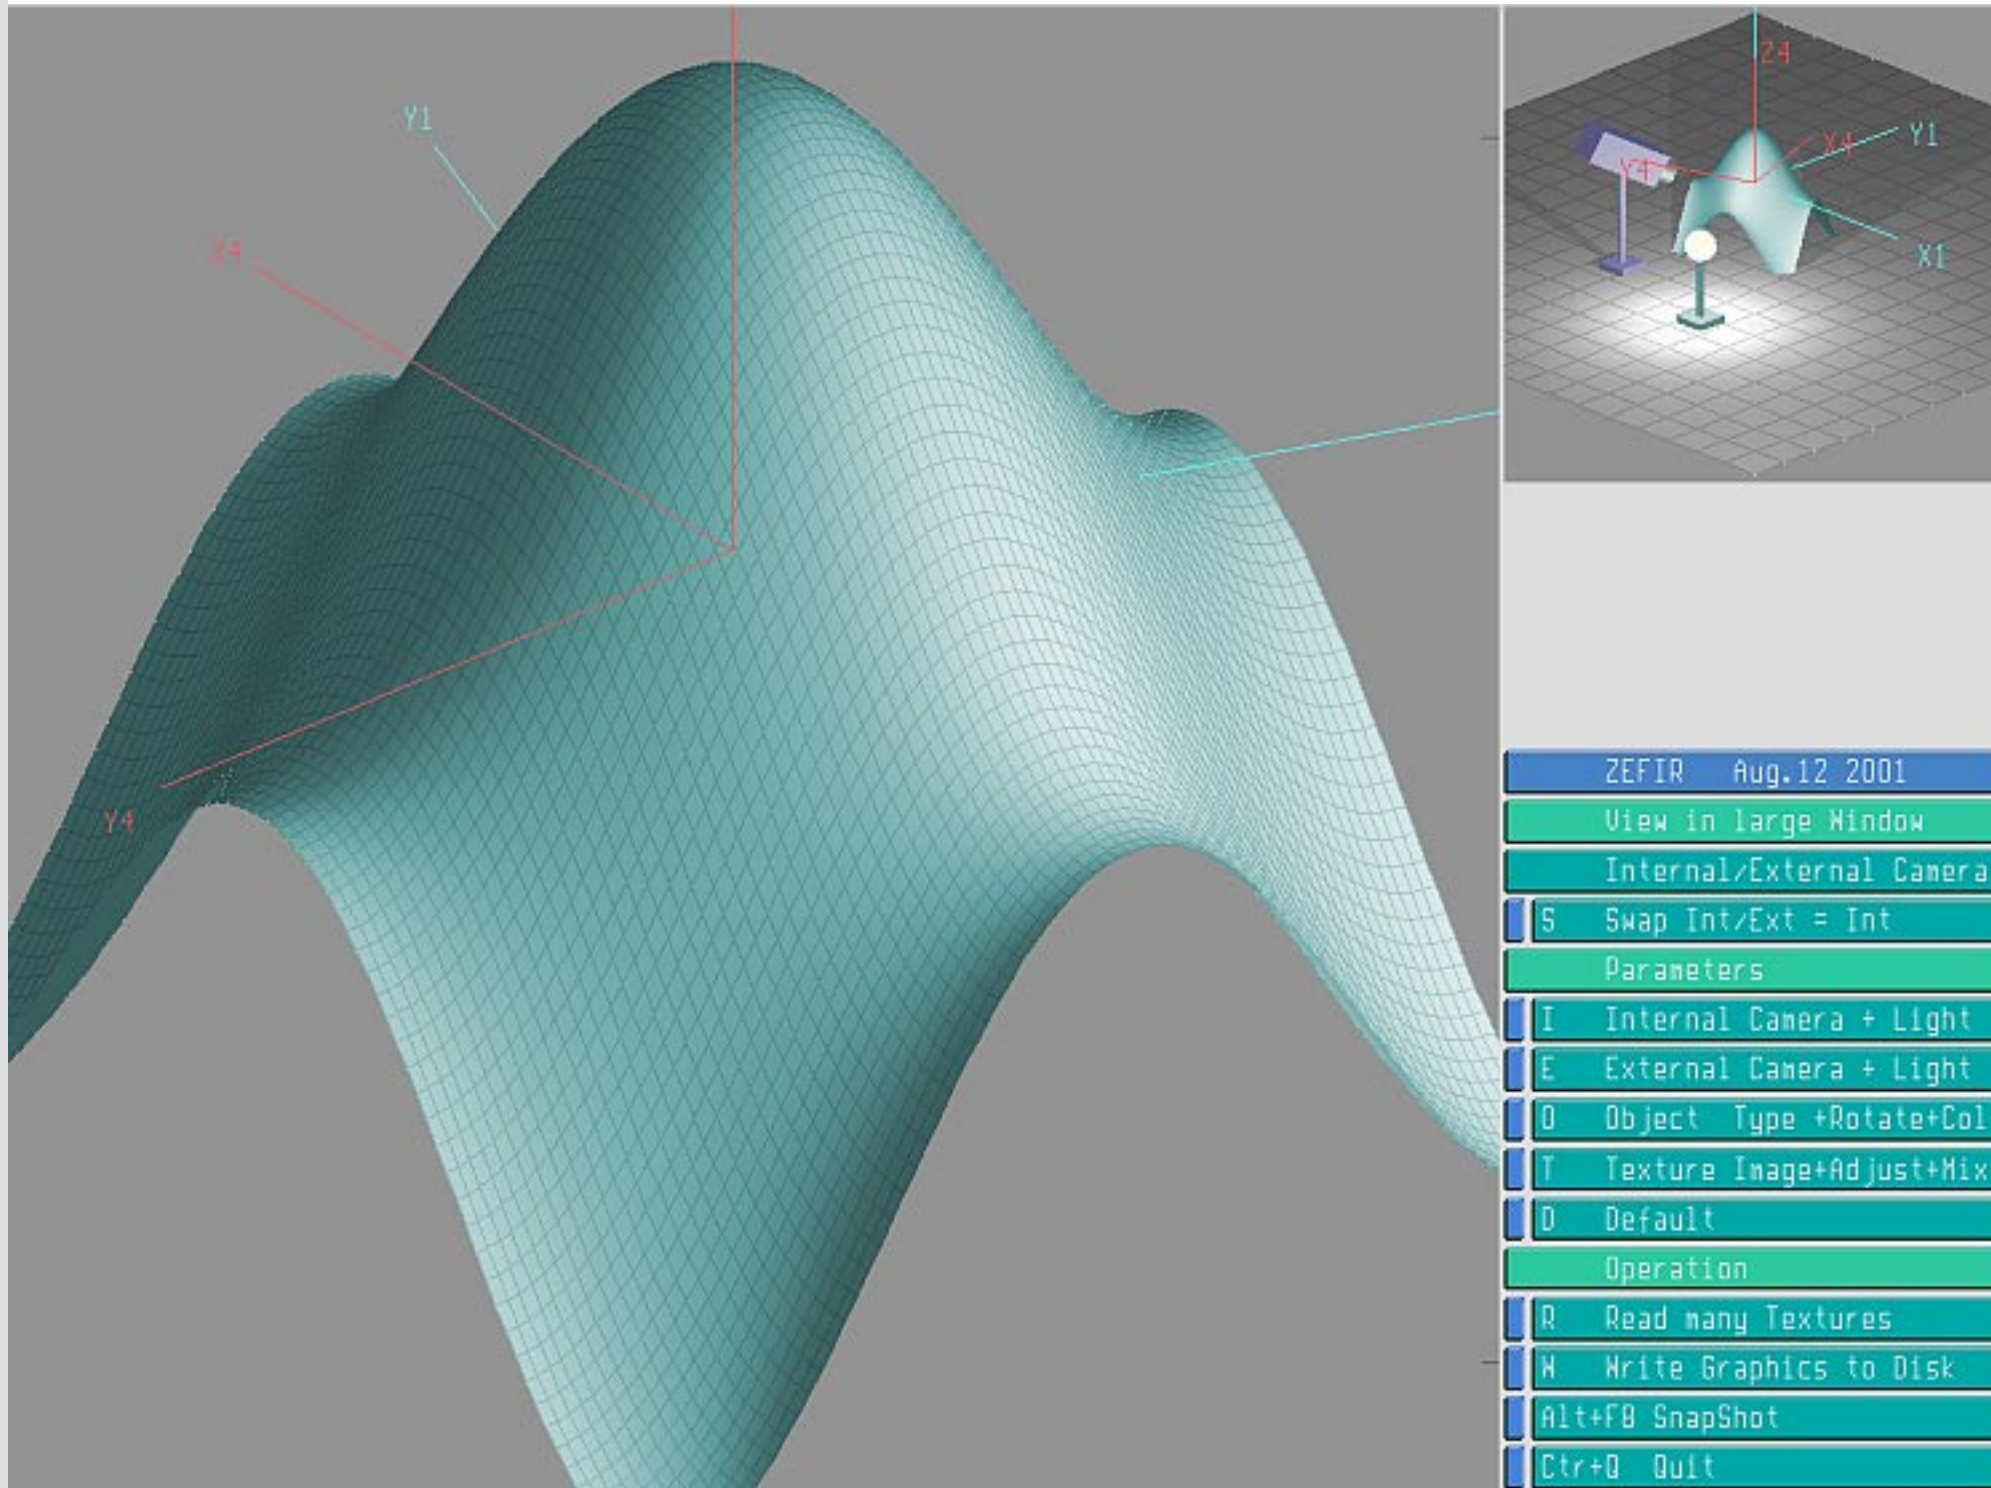 Y1
X4
Y4
Z4
X4
Y1
Y4
X1
ZEFIR Aug.12 2001
View in large Window
Internal/External Camera
S Swap Int/Ext = Int
Parameters
I Internal Camera + Light
E External Camera + Light
O Object Type +Rotate+Col
T Texture Image+Adjust+Mix
D Default
Operation
R Read many Textures
W Write Graphics to Disk
Alt+F8 SnapShot
Ctr+Q Quit